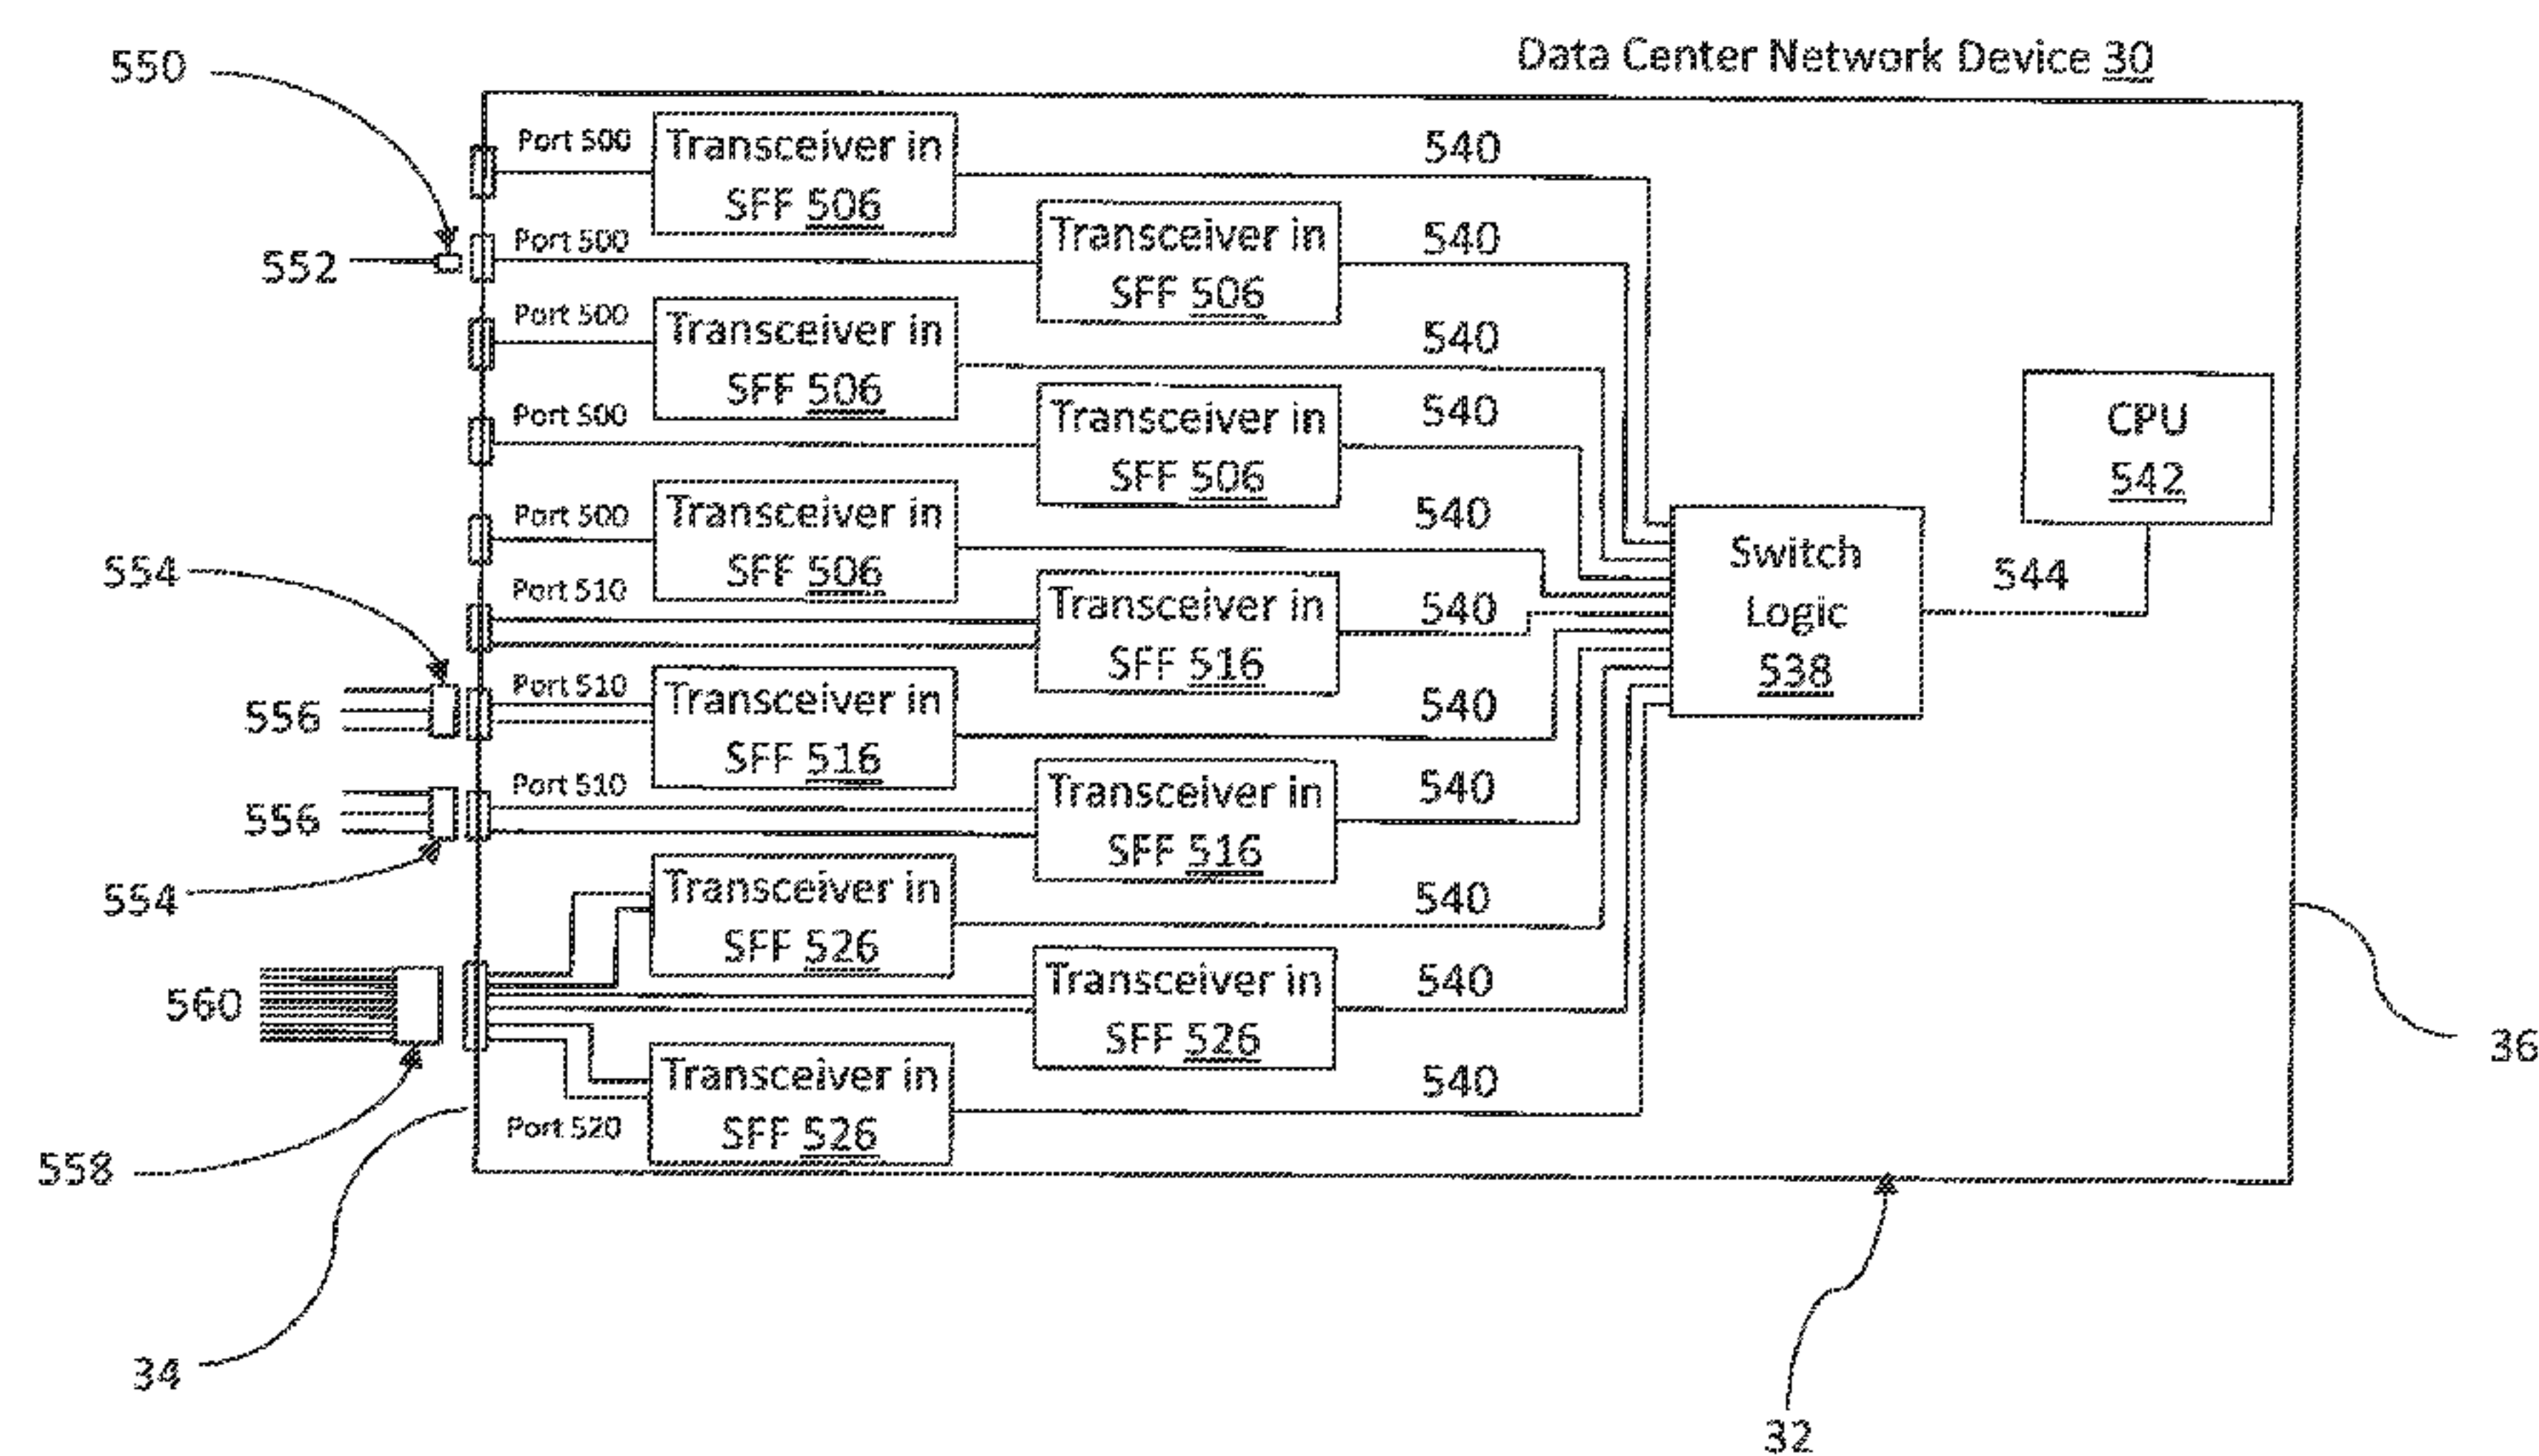 Data Center Network Device 30
550
Port 500
Transceiver in
SFF 506
540
552
Port 500
Transceiver in
SFF 506
540
Port 500
Transceiver in
SFF 506
540
Port 500
Transceiver in
SFF 506
540
CPU
542
Port 500
Transceiver in
SFF 506
540
Switch
Logic
538
544
554
Port 510
Transceiver in
SFF 516
540
556
Port 510
Transceiver in
SFF 516
540
556
Port 510
Transceiver in
SFF 516
540
554
Transceiver in
SFF 526
540
560
Transceiver in
SFF 526
540
36
Port 520
Transceiver in
SFF 526
540
558
34
32